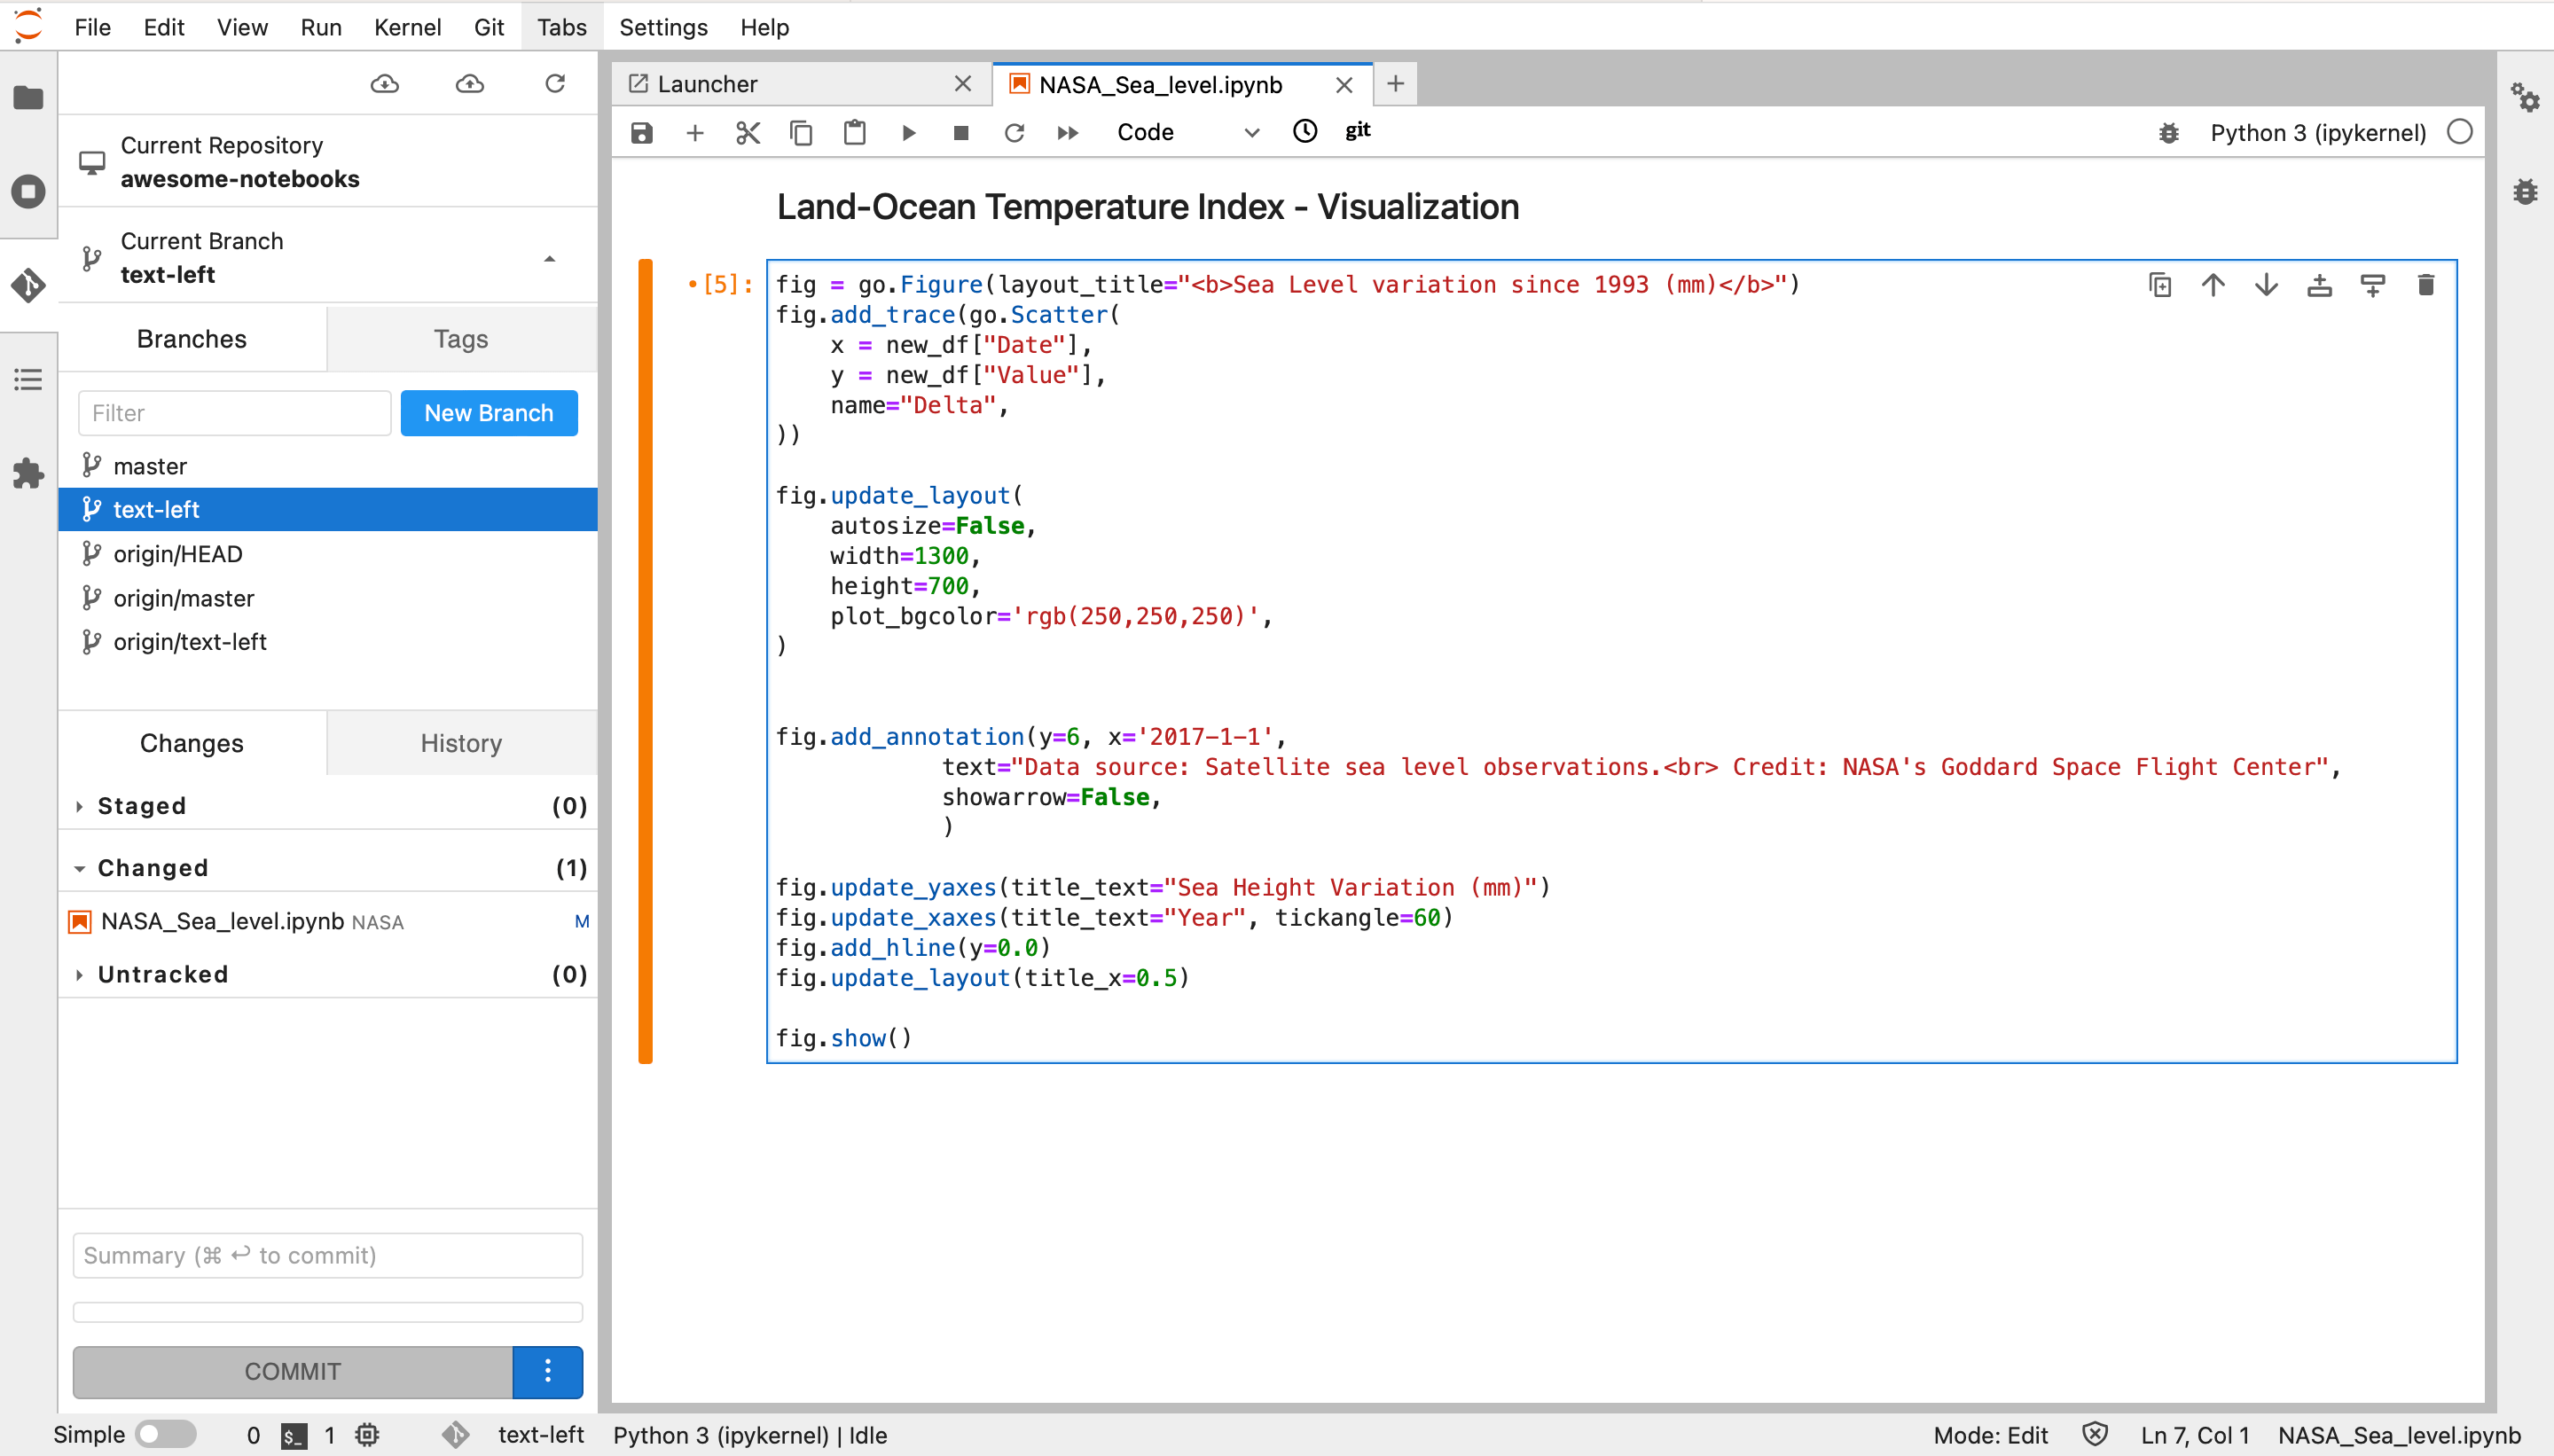 File Edit View Run Kernel Git Tabs Settings Help
Current Repository
awesome-notebooks
Current Branch
text-left
Branches Tags
Filter New Branch
master
text-left
origin/HEAD
origin/master
origin/text-left
Changes History
Staged (0)
Changed (1)
NASA_Sea_level.ipynb NASA M
Untracked (0)
Summary (⌘ ↩ to commit)
COMMIT
Launcher NASA_Sea_level.ipynb
Code git Python 3 (ipykernel)
Land-Ocean Temperature Index - Visualization
•[5]: fig = go.Figure(layout_title="<b>Sea Level variation since 1993 (mm)</b>")
fig.add_trace(go.Scatter(
    x = new_df["Date"],
    y = new_df["Value"],
    name="Delta",
))
fig.update_layout(
    autosize=False,
    width=1300,
    height=700,
    plot_bgcolor='rgb(250,250,250)',
)
fig.add_annotation(y=6, x='2017-1-1',
            text="Data source: Satellite sea level observations.<br> Credit: NASA's Goddard Space Flight Center",
            showarrow=False,
            )
fig.update_yaxes(title_text="Sea Height Variation (mm)")
fig.update_xaxes(title_text="Year", tickangle=60)
fig.add_hline(y=0.0)
fig.update_layout(title_x=0.5)
fig.show()
Simple 0 $_ 1 text-left Python 3 (ipykernel) | Idle Mode: Edit Ln 7, Col 1 NASA_Sea_level.ipynb